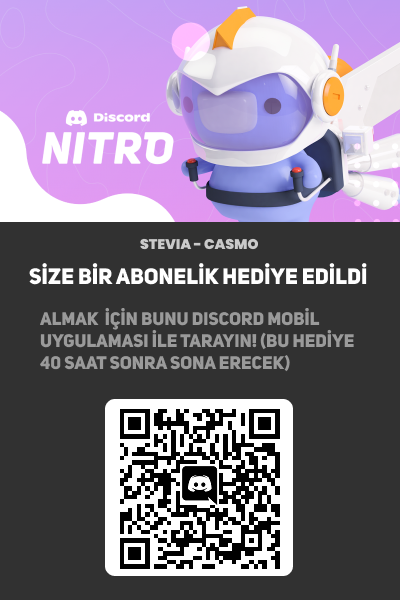 Discord
NITRO
STEVIA - CASMO
SİZE BİR ABONELİK HEDİYE EDİLDİ
ALMAK İÇİN BUNU DISCORD MOBİL
UYGULAMASI İLE TARAYIN! (BU HEDİYE
40 SAAT SONRA SONA ERECEK)